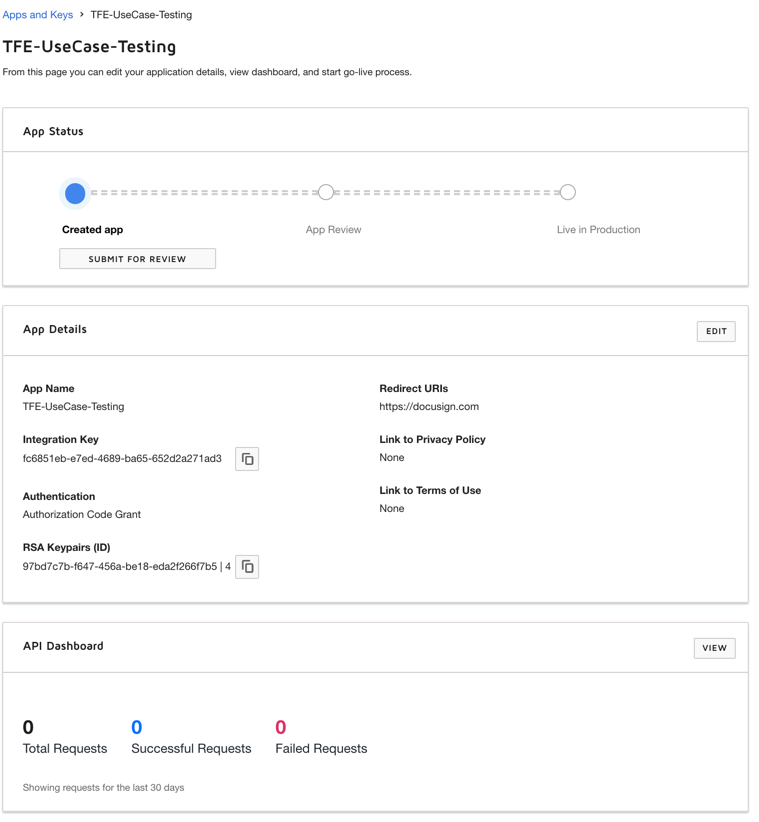 Apps and Keys > TFE-UseCase-Testing
TFE-UseCase-Testing
From this page you can edit your application details, view dashboard, and start go-live process.
App Status
Created app
App Review
Live in Production
SUBMIT FOR REVIEW
App Details
EDIT
App Name
TFE-UseCase-Testing
Integration Key
fc6851eb-e7ed-4689-ba65-652d2a271ad3
Authentication
Authorization Code Grant
RSA Keypairs (ID)
97bd7c7b-f647-456a-be18-eda2f266f7b5 | 4
Redirect URIs
https://docusign.com
Link to Privacy Policy
None
Link to Terms of Use
None
API Dashboard
VIEW
0
Total Requests
0
Successful Requests
0
Failed Requests
Showing requests for the last 30 days